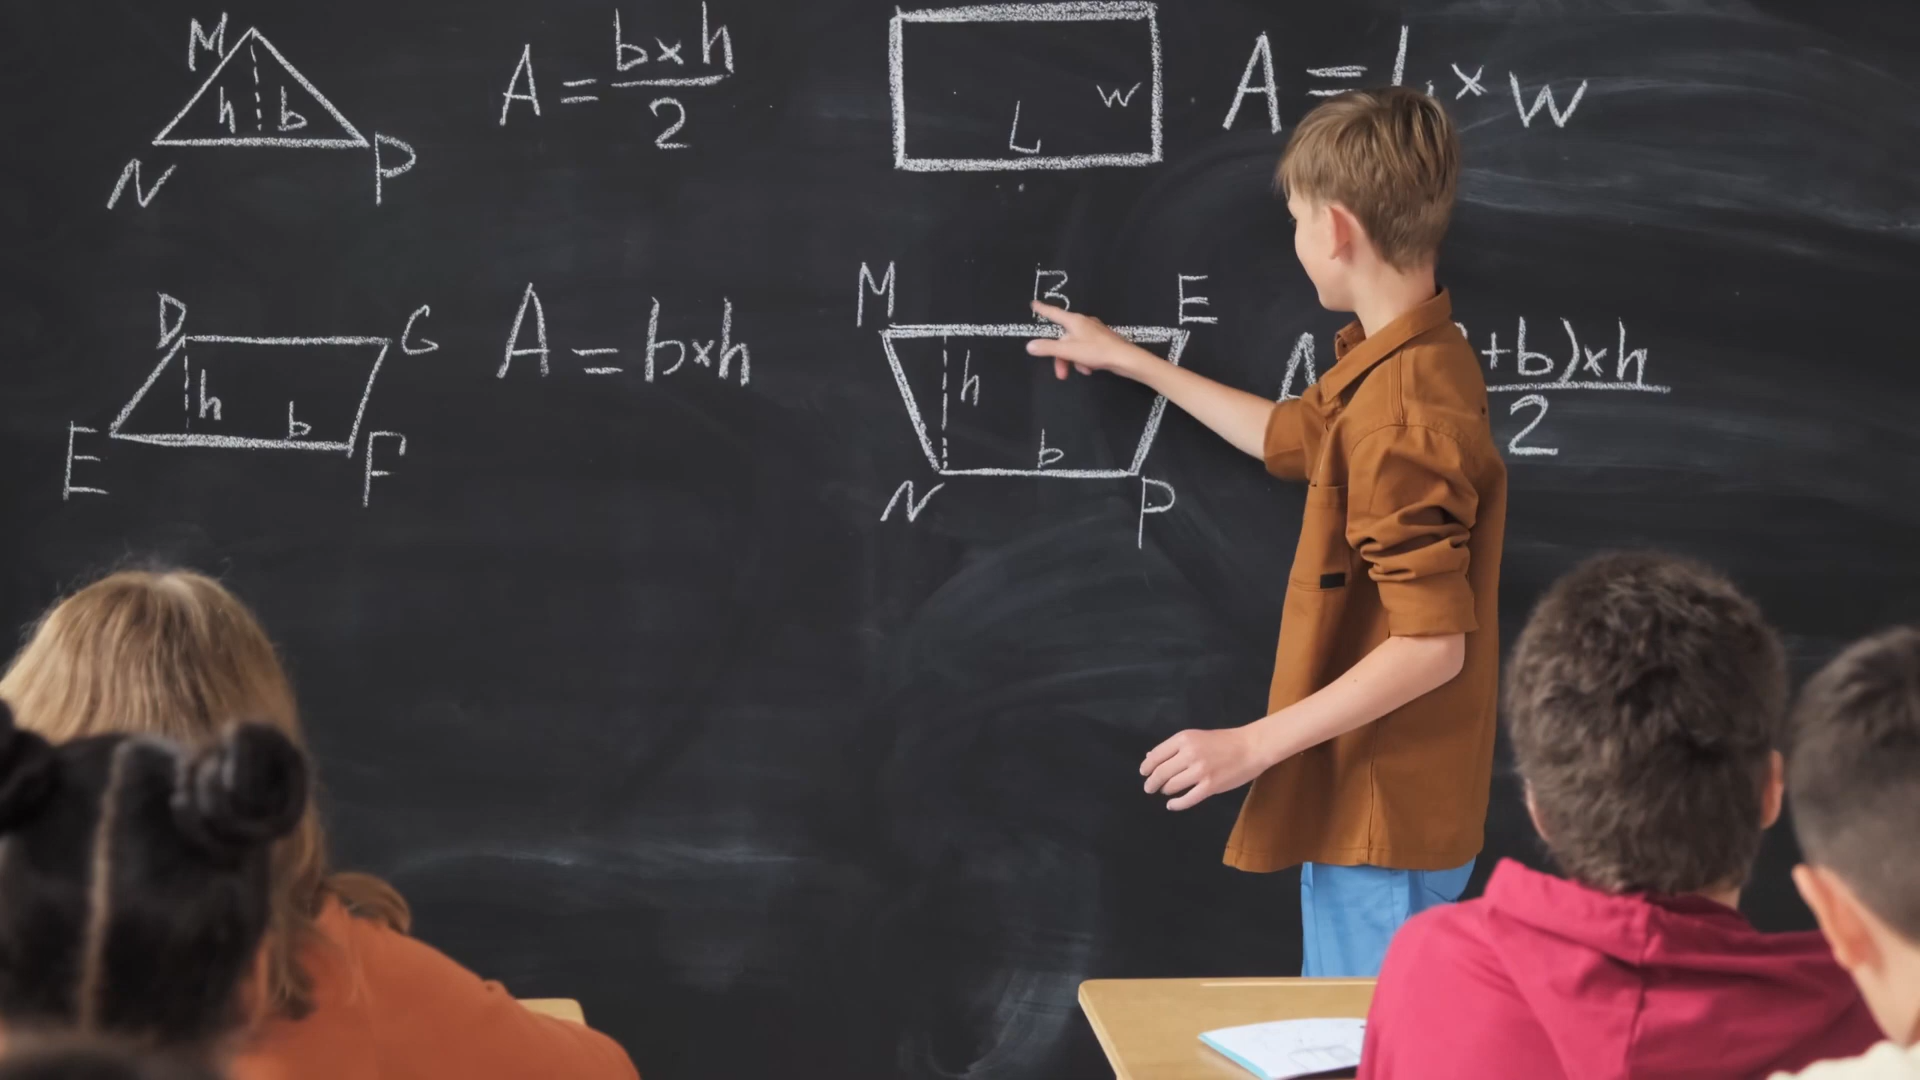 M
h b
N P
A = b×h
2
L w
A = L × w
D G
h b
E F
A = b×h
M B E
h
b
N P
A +b)×h
2